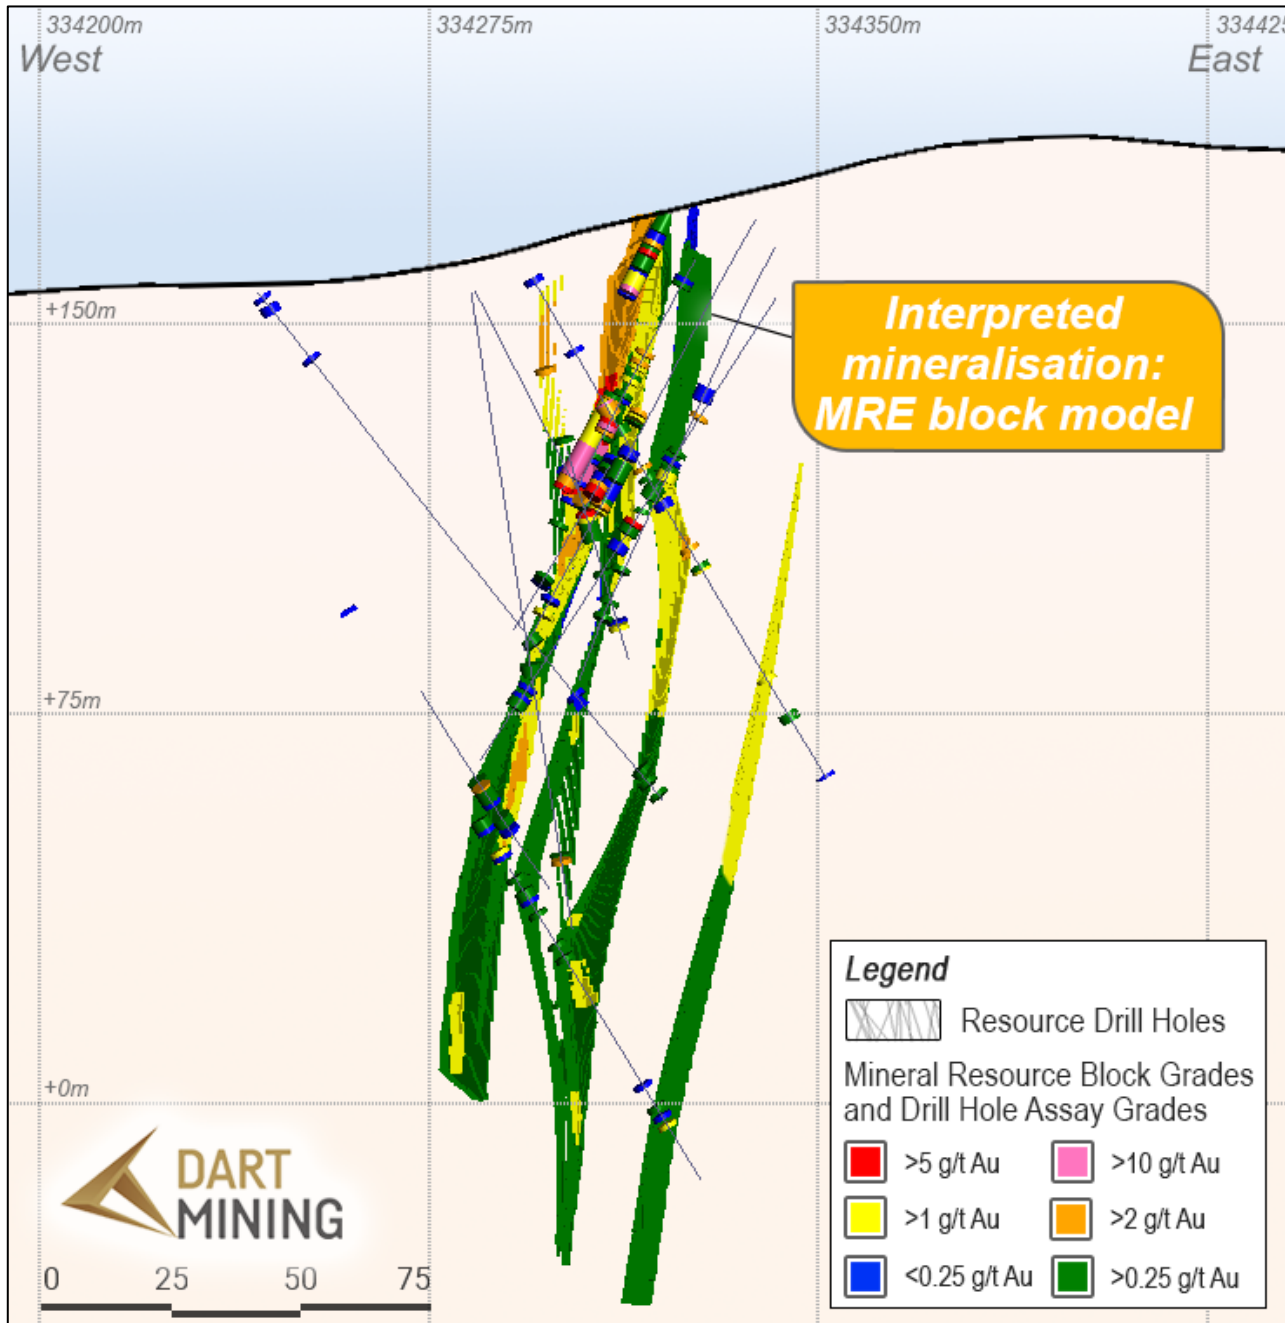 334200m
334275m
334350m
334425
West
East
+150m
Interpreted
mineralisation:
MRE block model
+75m
+0m
Legend
Resource Drill Holes
Mineral Resource Block Grades
and Drill Hole Assay Grades
>5 g/t Au
>10 g/t Au
>1 g/t Au
>2 g/t Au
<0.25 g/t Au
>0.25 g/t Au
DART
MINING
0 25 50 75